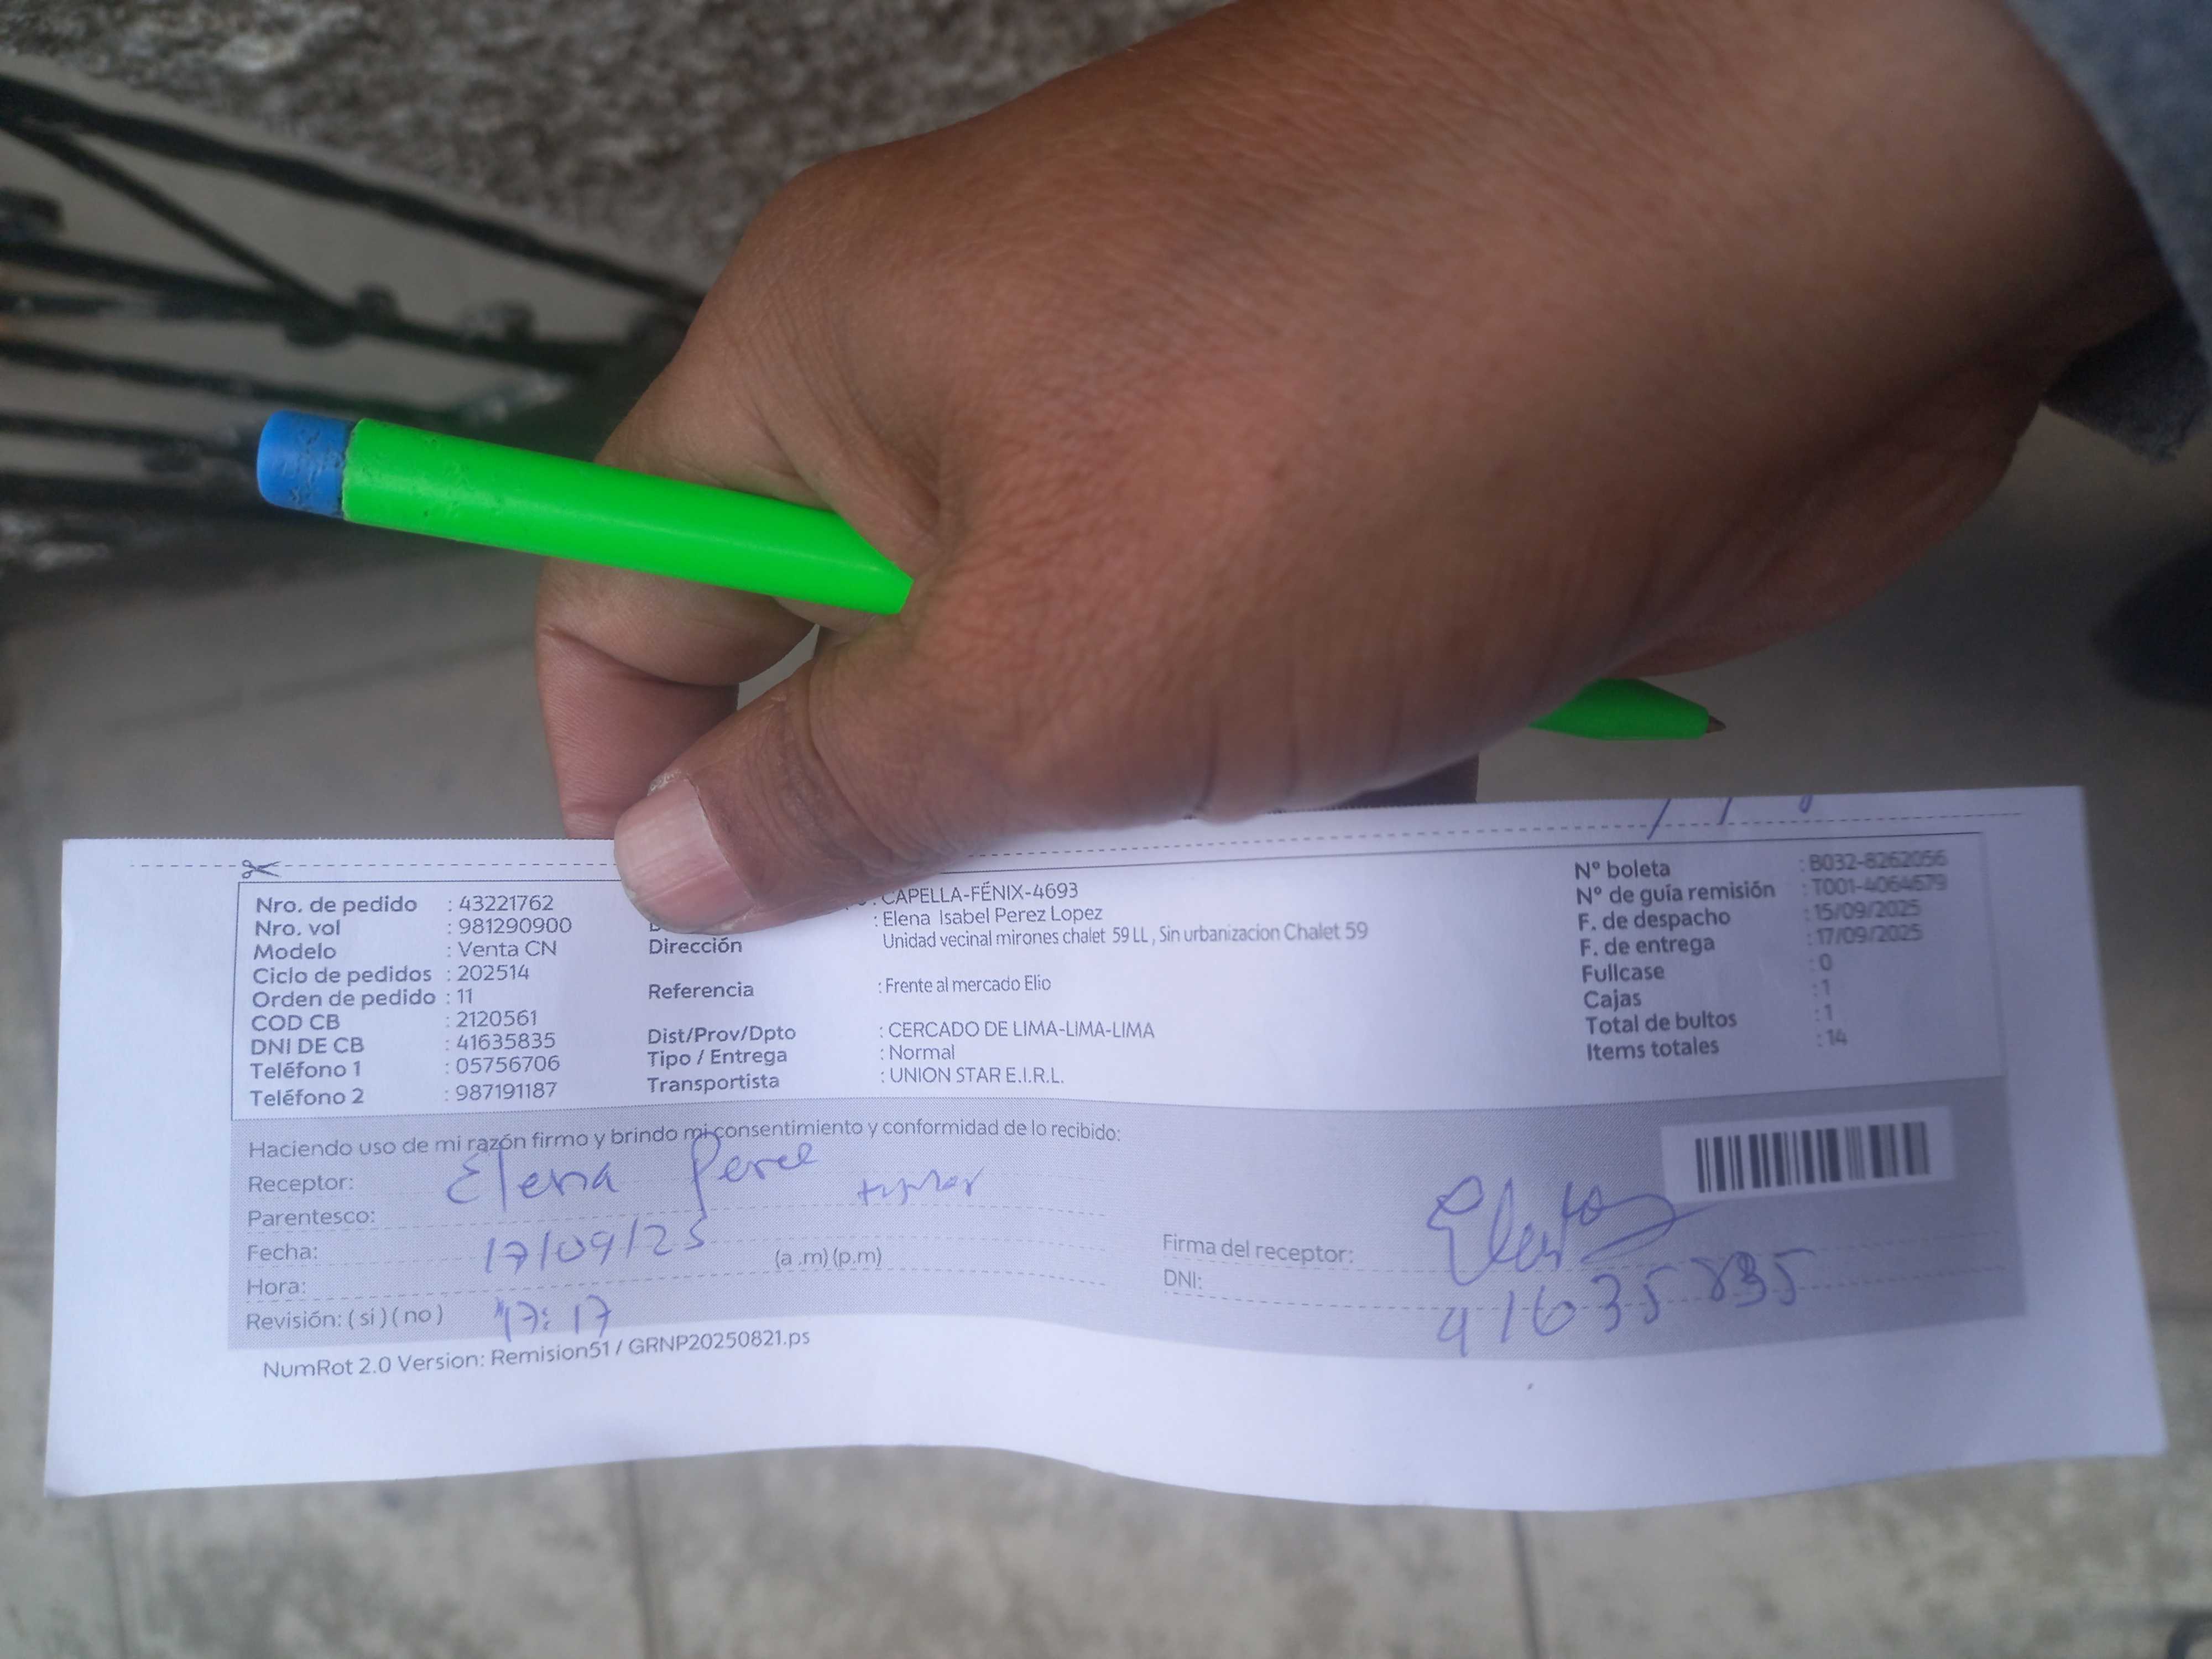 Nro. de pedido : 43221762
Nro. vol : 981290900
Modelo : Venta CN
Ciclo de pedidos : 202514
Orden de pedido : 11
COD CB : 2120561
DNI DE CB : 41635835
Teléfono 1 : 05756706
Teléfono 2 : 987191187
: CAPELLA-FÉNIX-4693
: Elena Isabel Perez Lopez
Dirección Unidad vecinal mirones chalet 59 LL , Sin urbanizacion Chalet 59
Referencia : Frente al mercado Elio
Dist/Prov/Dpto : CERCADO DE LIMA-LIMA-LIMA
Tipo / Entrega : Normal
Transportista : UNION STAR E.I.R.L.
Nº boleta : B032-8262056
Nº de guía remisión : T001-4064679
F. de despacho : 15/09/2025
F. de entrega : 17/09/2025
Fullcase : 0
Cajas : 1
Total de bultos : 1
Items totales : 14
Haciendo uso de mi razón firmo y brindo mi consentimiento y conformidad de lo recibido:
Receptor: Elena Perez
Parentesco: titular
Fecha: 17/09/25
Hora: 17:17 (a .m) (p.m)
Revisión: ( si ) ( no )
Firma del receptor:
DNI: 41635835
NumRot 2.0 Version: Remision51 / GRNP20250821.ps